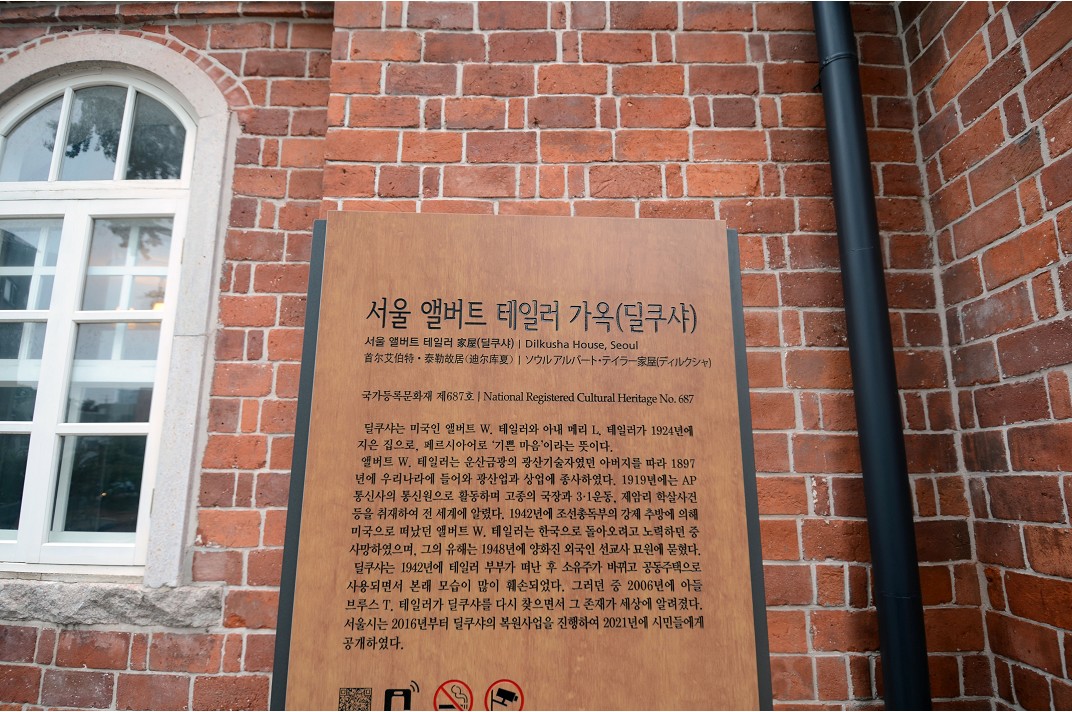 서울 앨버트 테일러 가옥(딜쿠샤)
서울 앨버트 테일러 家屋(딜쿠샤) | Dilkusha House, Seoul
首尔艾伯特·泰勒故居〈迪尔库夏〉 | ソウル アルバート・テイラー家屋(ディルクシャ)
국가등록문화재 제687호 | National Registered Cultural Heritage No. 687
딜쿠샤는 미국인 앨버트 W. 테일러와 아내 메리 L. 테일러가 1924년에
지은 집으로, 페르시아어로 '기쁜 마음'이라는 뜻이다.
앨버트 W. 테일러는 운산금광의 광산기술자였던 아버지를 따라 1897
년에 우리나라에 들어와 광산업과 상업에 종사하였다. 1919년에는 AP
통신사의 통신원으로 활동하며 고종의 국장과 3·1운동, 제암리 학살사건
등을 취재하여 전 세계에 알렸다. 1942년에 조선총독부의 강제 추방에 의해
미국으로 떠났던 앨버트 W. 테일러는 한국으로 돌아오려고 노력하던 중
사망하였으며, 그의 유해는 1948년에 양화진 외국인 선교사 묘원에 묻혔다.
딜쿠샤는 1942년에 테일러 부부가 떠난 후 소유주가 바뀌고 공동주택으로
사용되면서 본래 모습이 많이 훼손되었다. 그러던 중 2006년에 아들
브루스 T. 테일러가 딜쿠샤를 다시 찾으면서 그 존재가 세상에 알려졌다.
서울시는 2016년부터 딜쿠샤의 복원사업을 진행하여 2021년에 시민들에게
공개하였다.